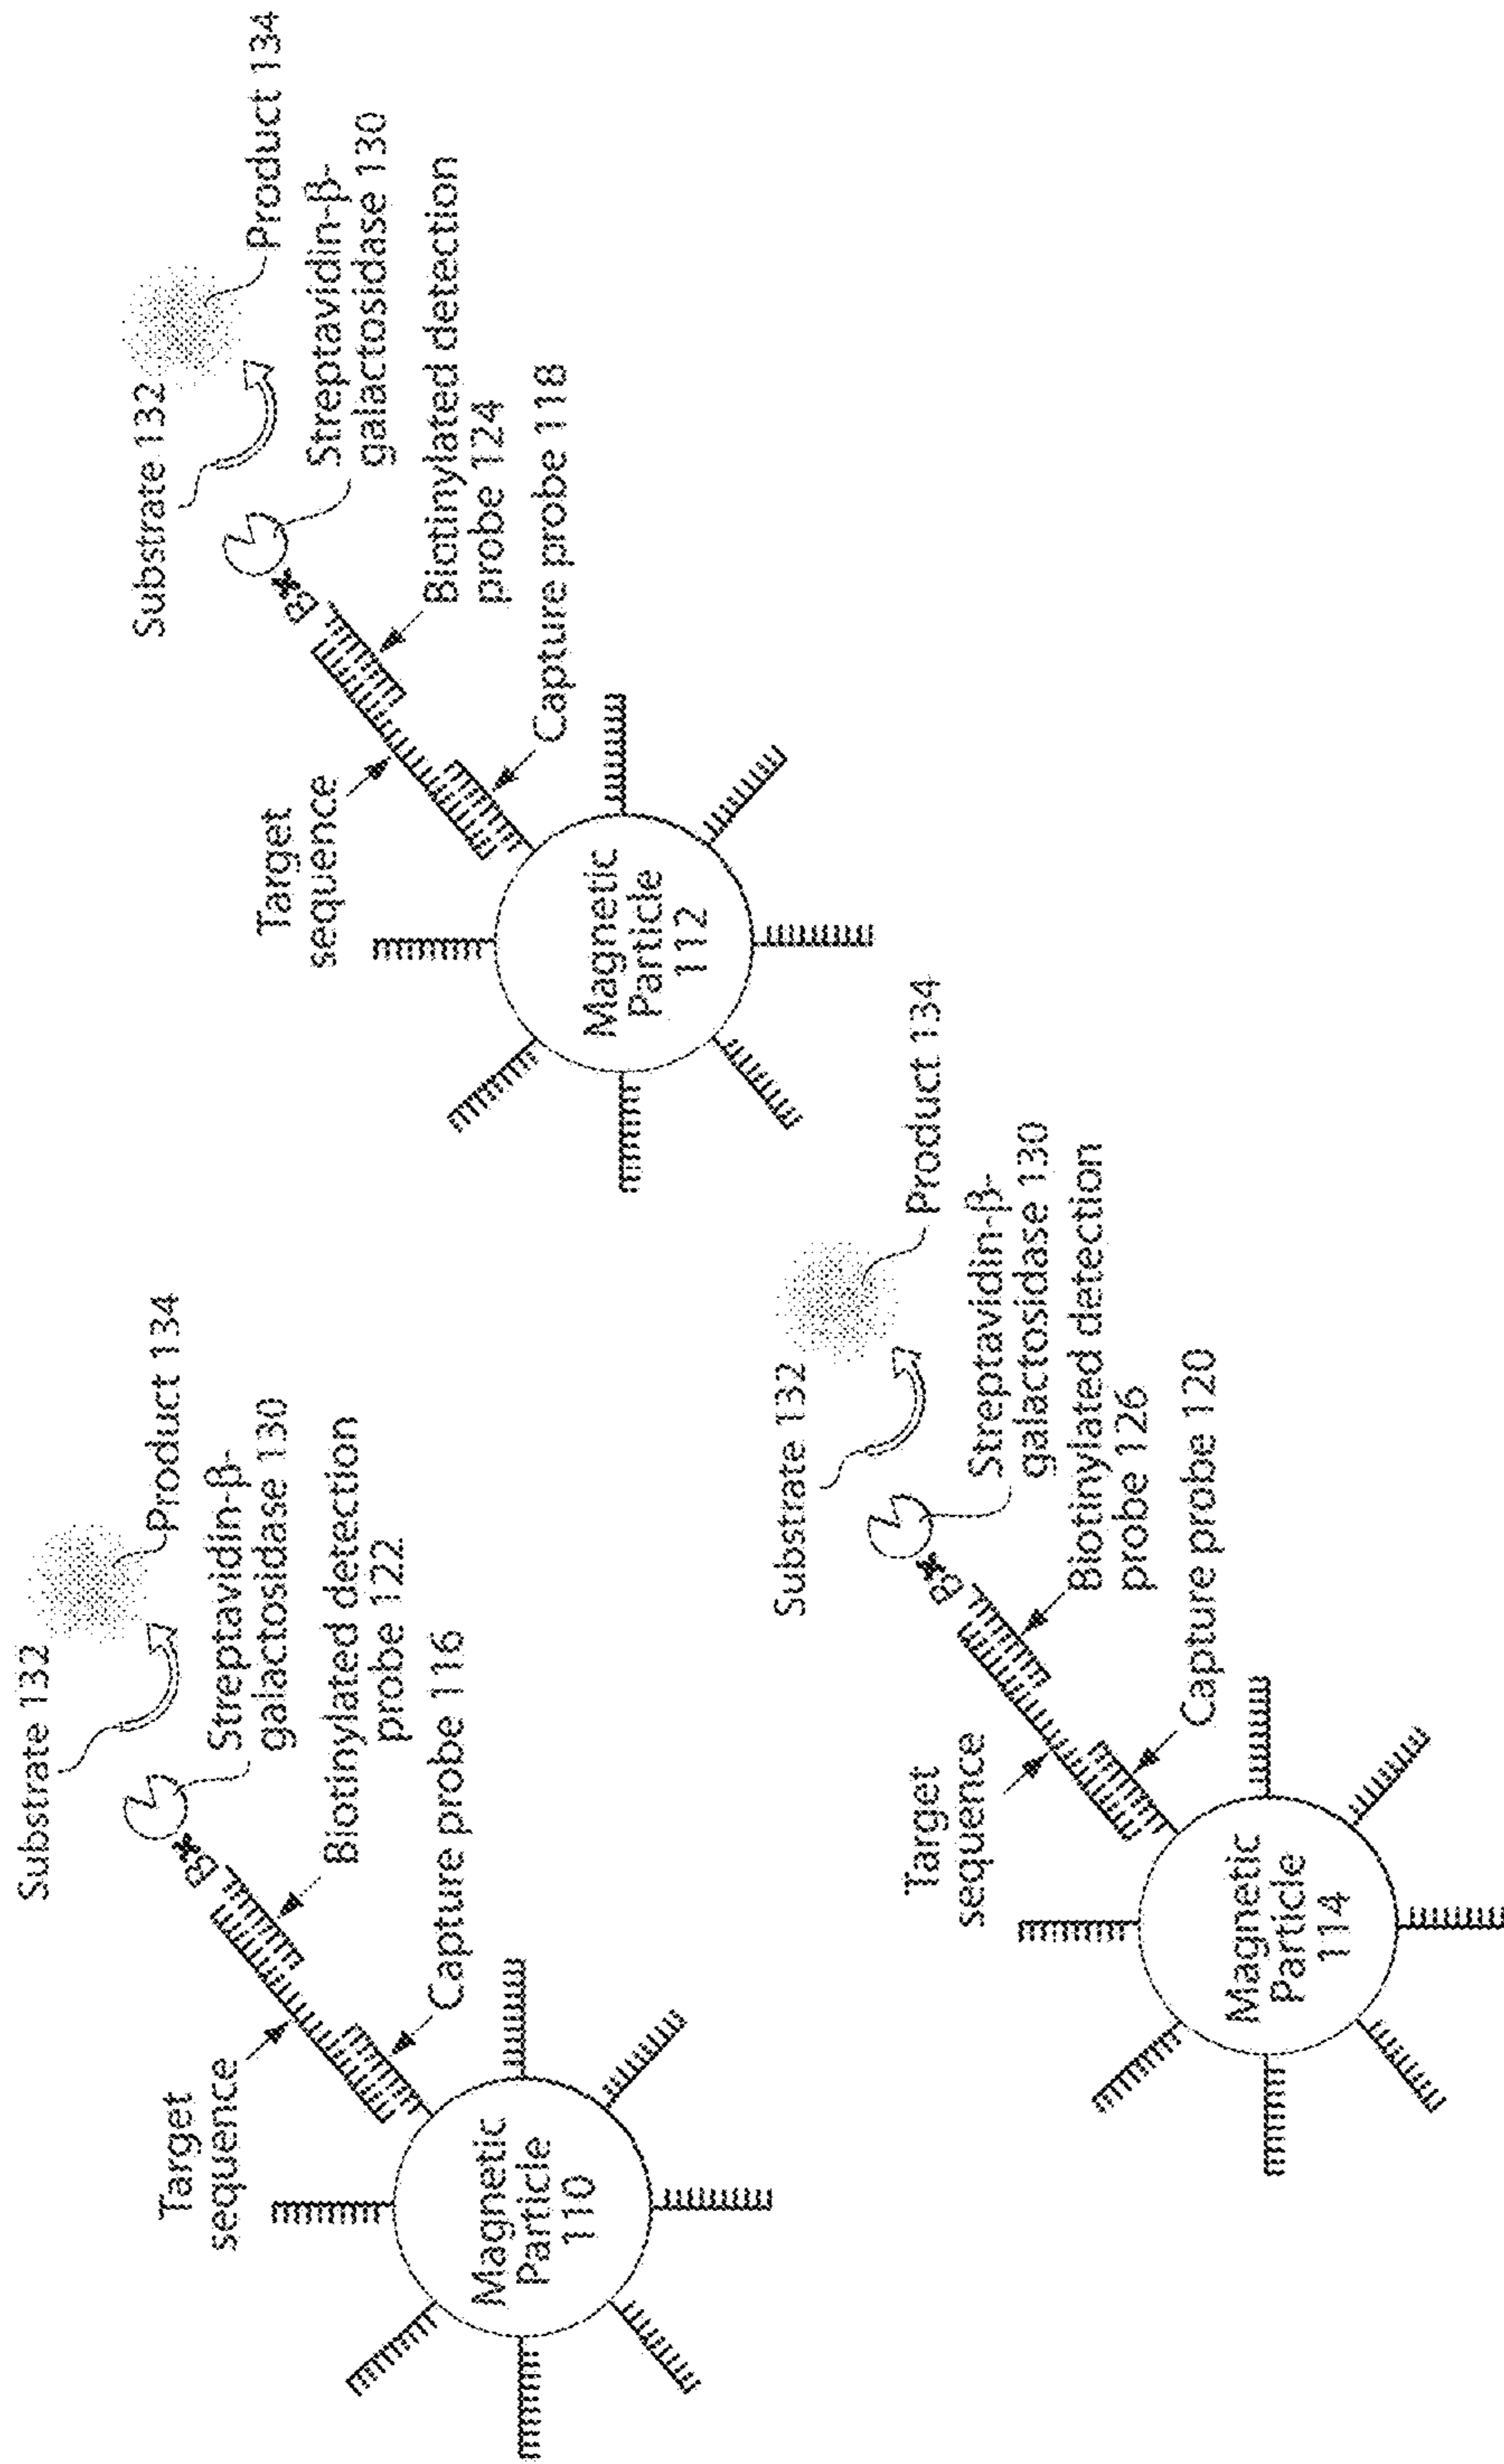 Substrate 132
Product 134
Streptavidin-β-
galactosidase 130
Biotinylated detection
probe 122
Capture probe 116
Target
sequence
B
Magnetic
Particle
110
Substrate 132
Product 134
Streptavidin-β-
galactosidase 130
Biotinylated detection
probe 124
Capture probe 118
Target
sequence
B
Magnetic
Particle
112
Substrate 132
Product 134
Streptavidin-β-
galactosidase 130
Biotinylated detection
probe 126
Capture probe 120
Target
sequence
B
Magnetic
Particle
114